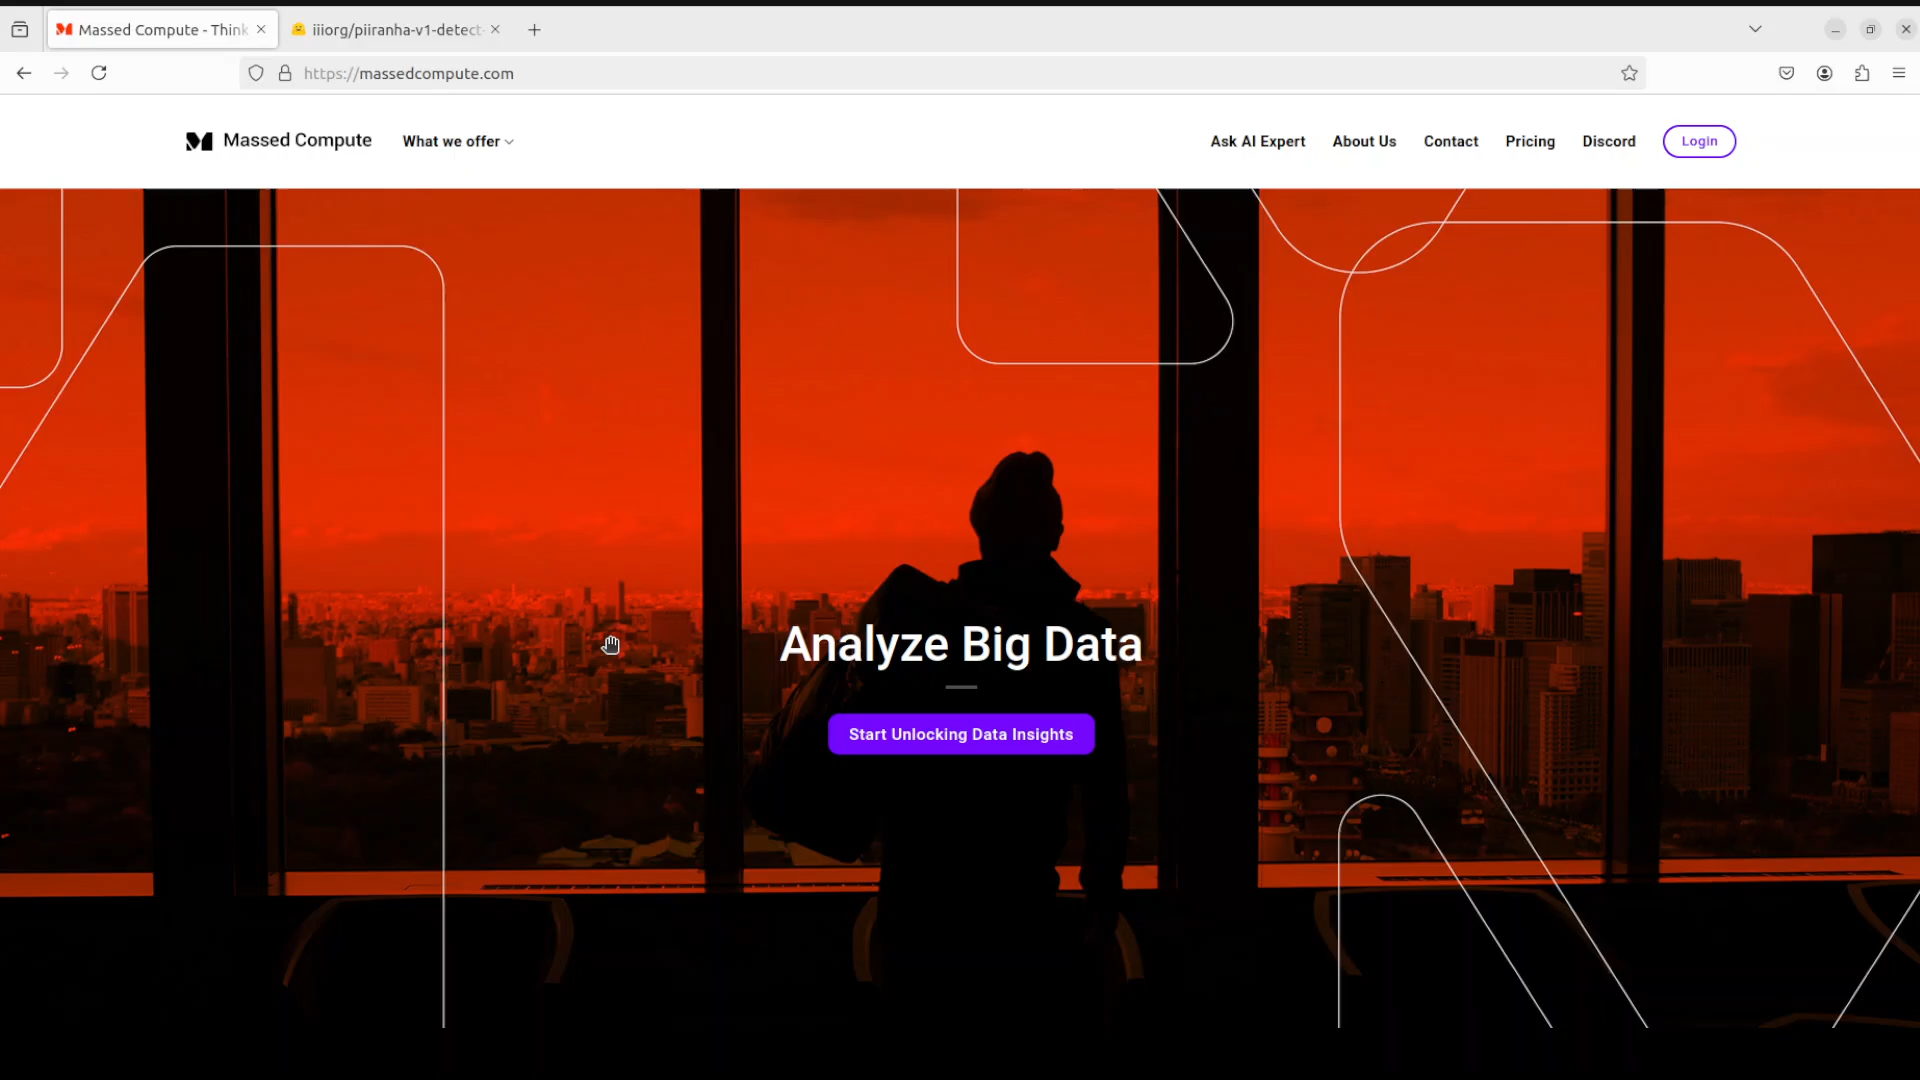 Massed Compute - Think
iiiorg/piiranha-v1-detect-
https://massedcompute.com
Massed Compute
What we offer
Ask AI Expert
About Us
Contact
Pricing
Discord
Login
Analyze Big Data
Start Unlocking Data Insights